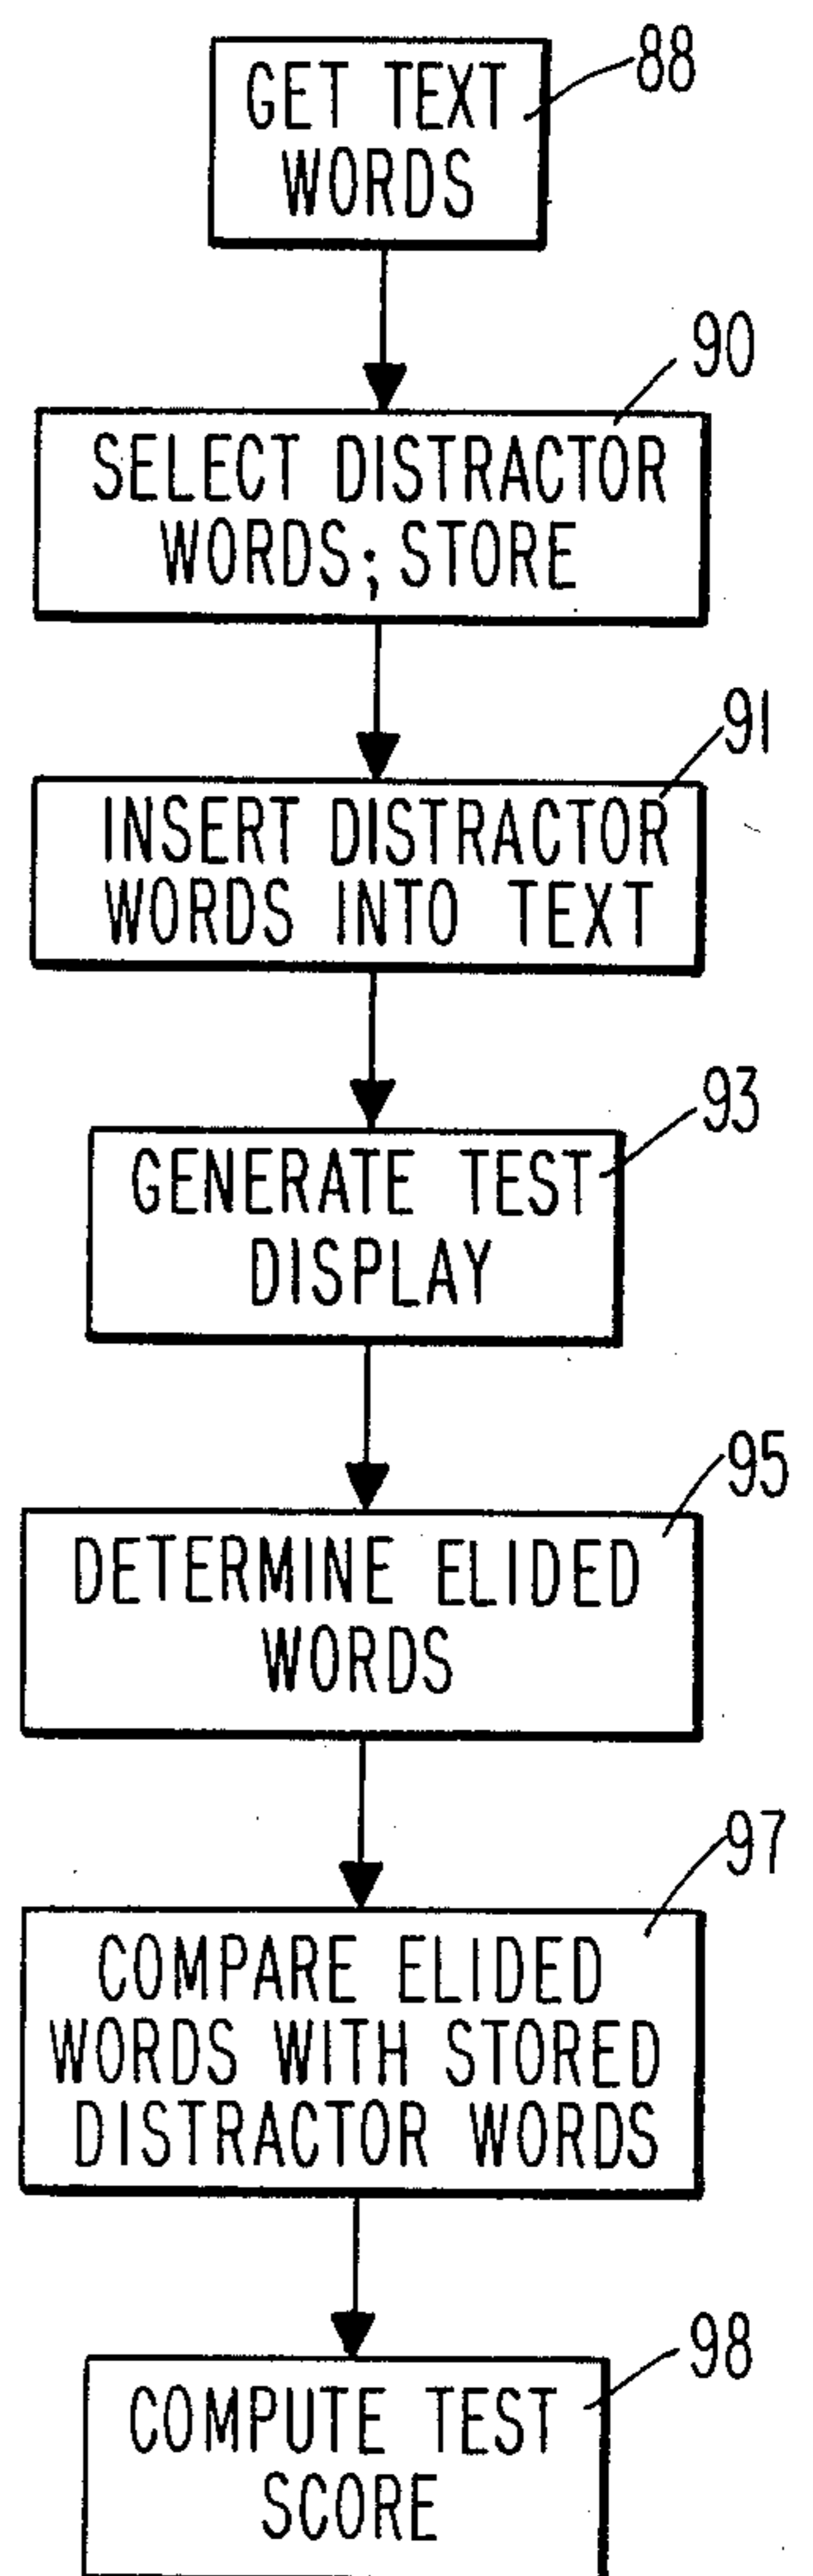 88
GET TEXT
WORDS
90
SELECT DISTRACTOR
WORDS; STORE
91
INSERT DISTRACTOR
WORDS INTO TEXT
93
GENERATE TEST
DISPLAY
95
DETERMINE ELIDED
WORDS
97
COMPARE ELIDED
WORDS WITH STORED
DISTRACTOR WORDS
98
COMPUTE TEST
SCORE